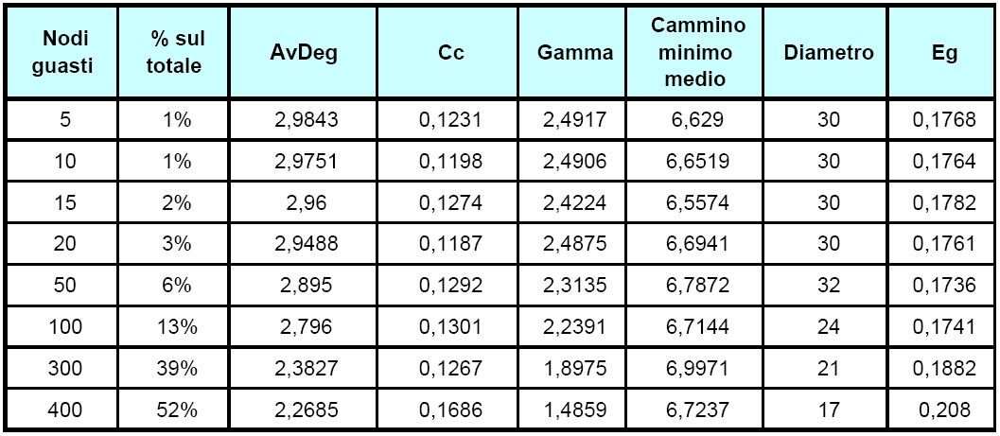 Nodi guasti % sul totale AvDeg Cc Gamma Cammino minimo medio Diametro Eg
5 1% 2,9843 0,1231 2,4917 6,629 30 0,1768
10 1% 2,9751 0,1198 2,4906 6,6519 30 0,1764
15 2% 2,96 0,1274 2,4224 6,5574 30 0,1782
20 3% 2,9488 0,1187 2,4875 6,6941 30 0,1761
50 6% 2,895 0,1292 2,3135 6,7872 32 0,1736
100 13% 2,796 0,1301 2,2391 6,7144 24 0,1741
300 39% 2,3827 0,1267 1,8975 6,9971 21 0,1882
400 52% 2,2685 0,1686 1,4859 6,7237 17 0,208